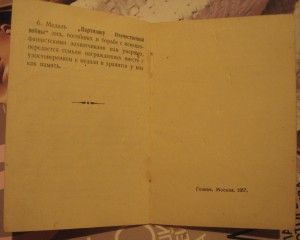 6. Медаль „Партизану Отечественной
войны“ лиц, погибших в борьбе с немецко-
фашистскими захватчиками или умерших,
передается семьям награжденных вместе с
удостоверением к медали и хранится у них
как память.
Гознак. Москва. 1957.